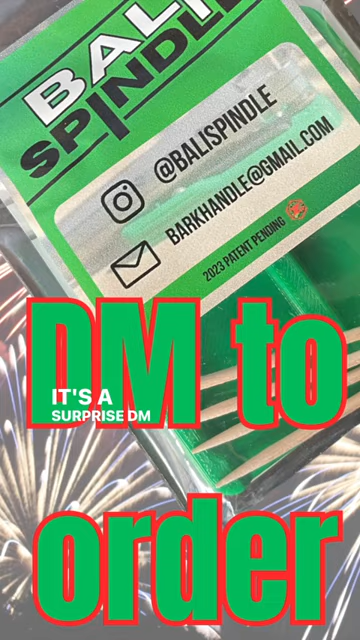 BALI
SPINDLE
@BALISPINDLE
BARKHANDLE@GMAIL.COM
2023 PATENT PENDING
DM to
IT'S A
SURPRISE DM
order